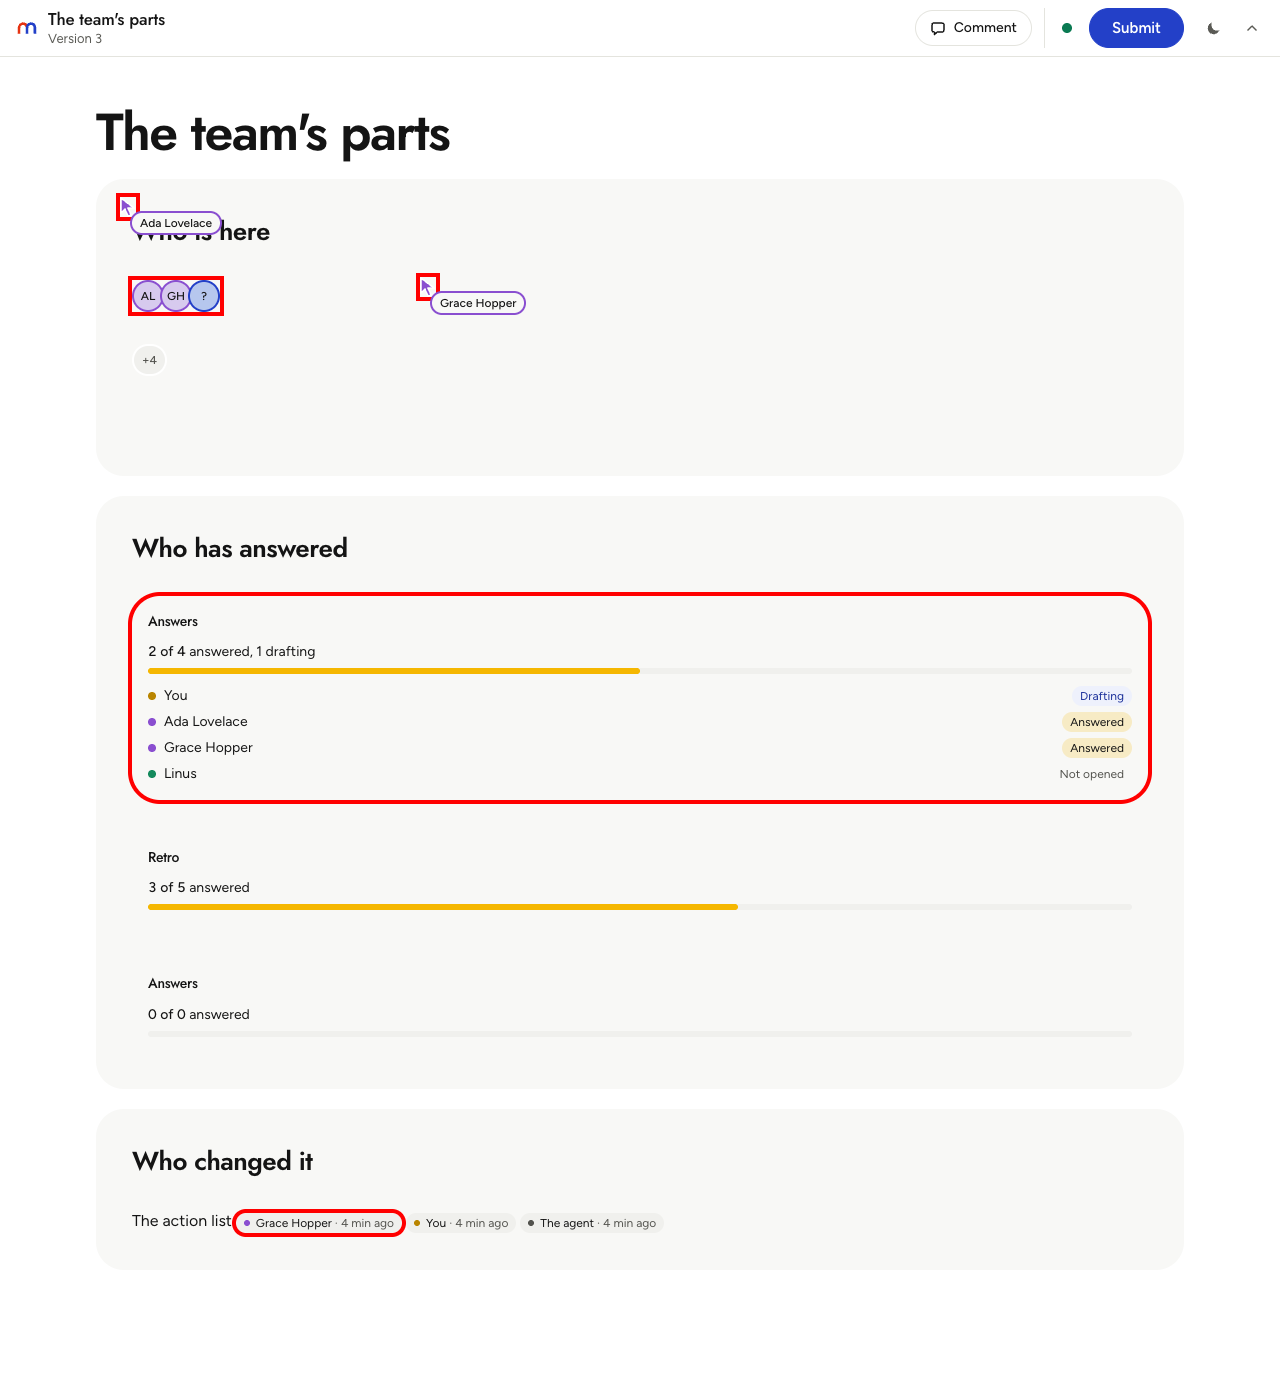 The team's parts
Version 3
Comment
Submit
The team's parts
Ada Lovelace
Who is here
AL GH ?
Grace Hopper
+4
Who has answered
Answers
2 of 4 answered, 1 drafting
You Drafting
Ada Lovelace Answered
Grace Hopper Answered
Linus Not opened
Retro
3 of 5 answered
Answers
0 of 0 answered
Who changed it
The action list Grace Hopper · 4 min ago You · 4 min ago The agent · 4 min ago